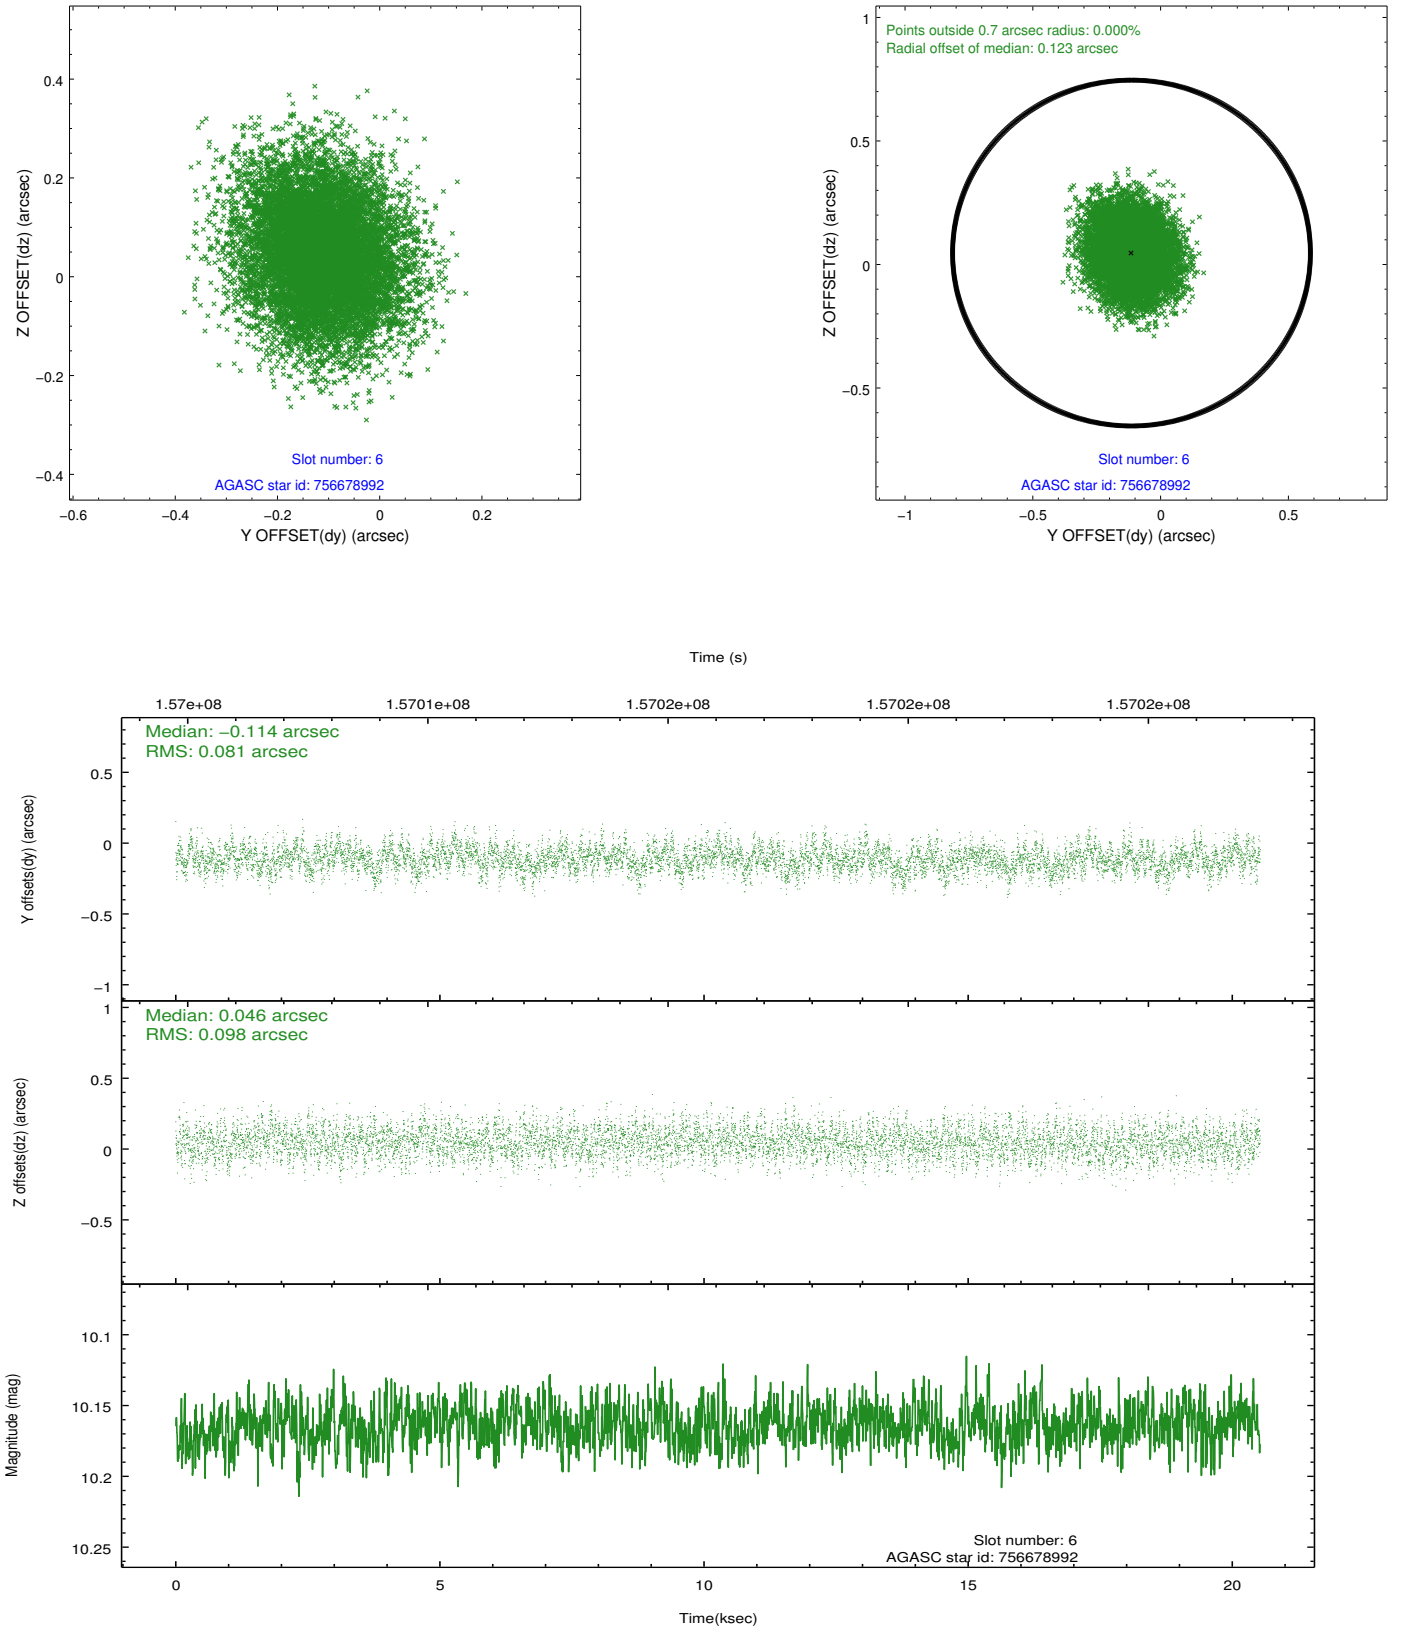 0.4
0.2
0
−0.2
−0.4
−0.6 −0.4 −0.2 0 0.2
Z OFFSET(dz) (arcsec)
Y OFFSET(dy) (arcsec)
Slot number: 6
AGASC star id: 756678992
Points outside 0.7 arcsec radius: 0.000%
Radial offset of median: 0.123 arcsec
1
0.5
0
−0.5
−1 −0.5 0 0.5
Z OFFSET(dz) (arcsec)
Y OFFSET(dy) (arcsec)
Slot number: 6
AGASC star id: 756678992
Time (s)
1.57e+08 1.5701e+08 1.5702e+08 1.5702e+08 1.5702e+08
Median: −0.114 arcsec
RMS: 0.081 arcsec
0.5
0
−0.5
−1
Y offsets(dy) (arcsec)
Median: 0.046 arcsec
RMS: 0.098 arcsec
1
0.5
0
−0.5
Z offsets(dz) (arcsec)
10.1
10.15
10.2
10.25
Magnitude (mag)
Slot number: 6
AGASC star id: 756678992
0 5 10 15 20
Time(ksec)